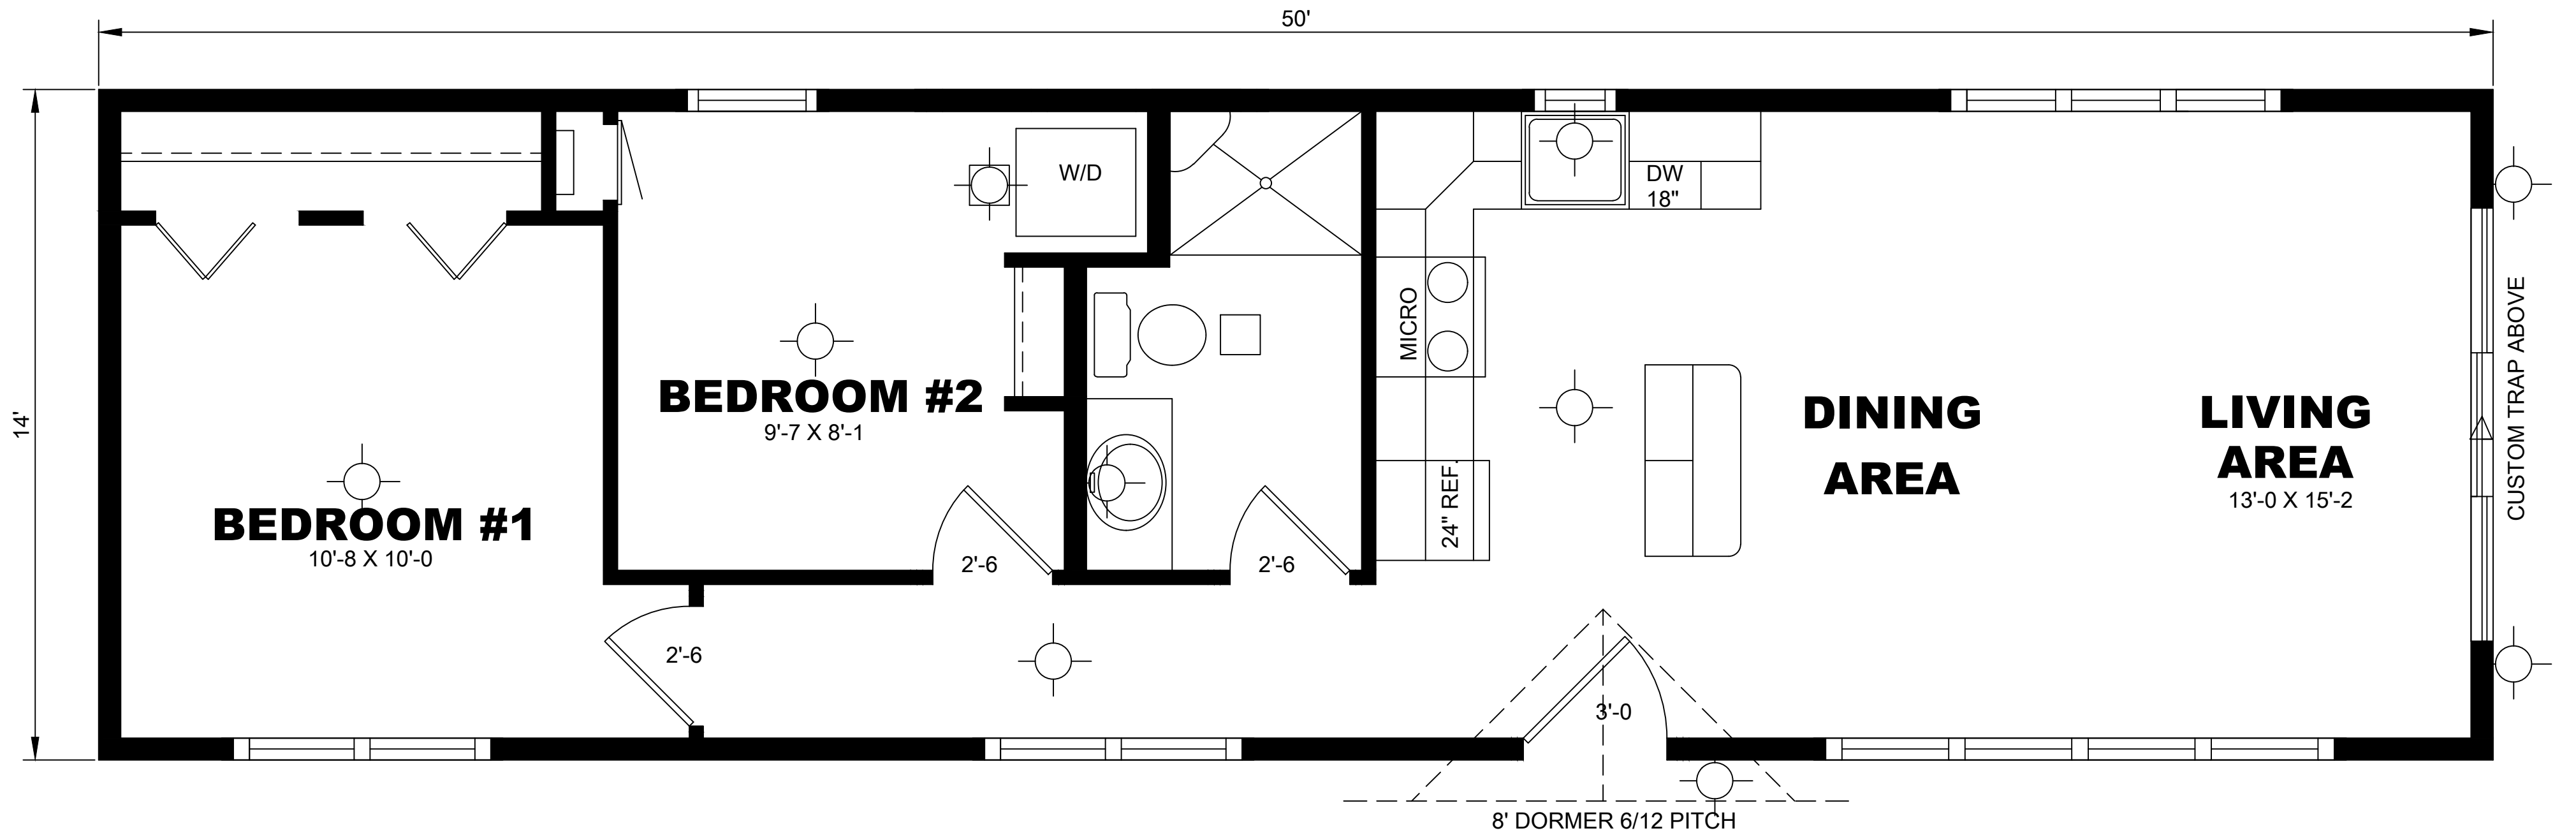 50'
14'
W/D
DW
18"
MICRO
24" REF.
BEDROOM #1
10'-8 X 10'-0
BEDROOM #2
9'-7 X 8'-1
DINING
AREA
LIVING
AREA
13'-0 X 15'-2
CUSTOM TRAP ABOVE
2'-6
2'-6
2'-6
3'-0
8' DORMER 6/12 PITCH